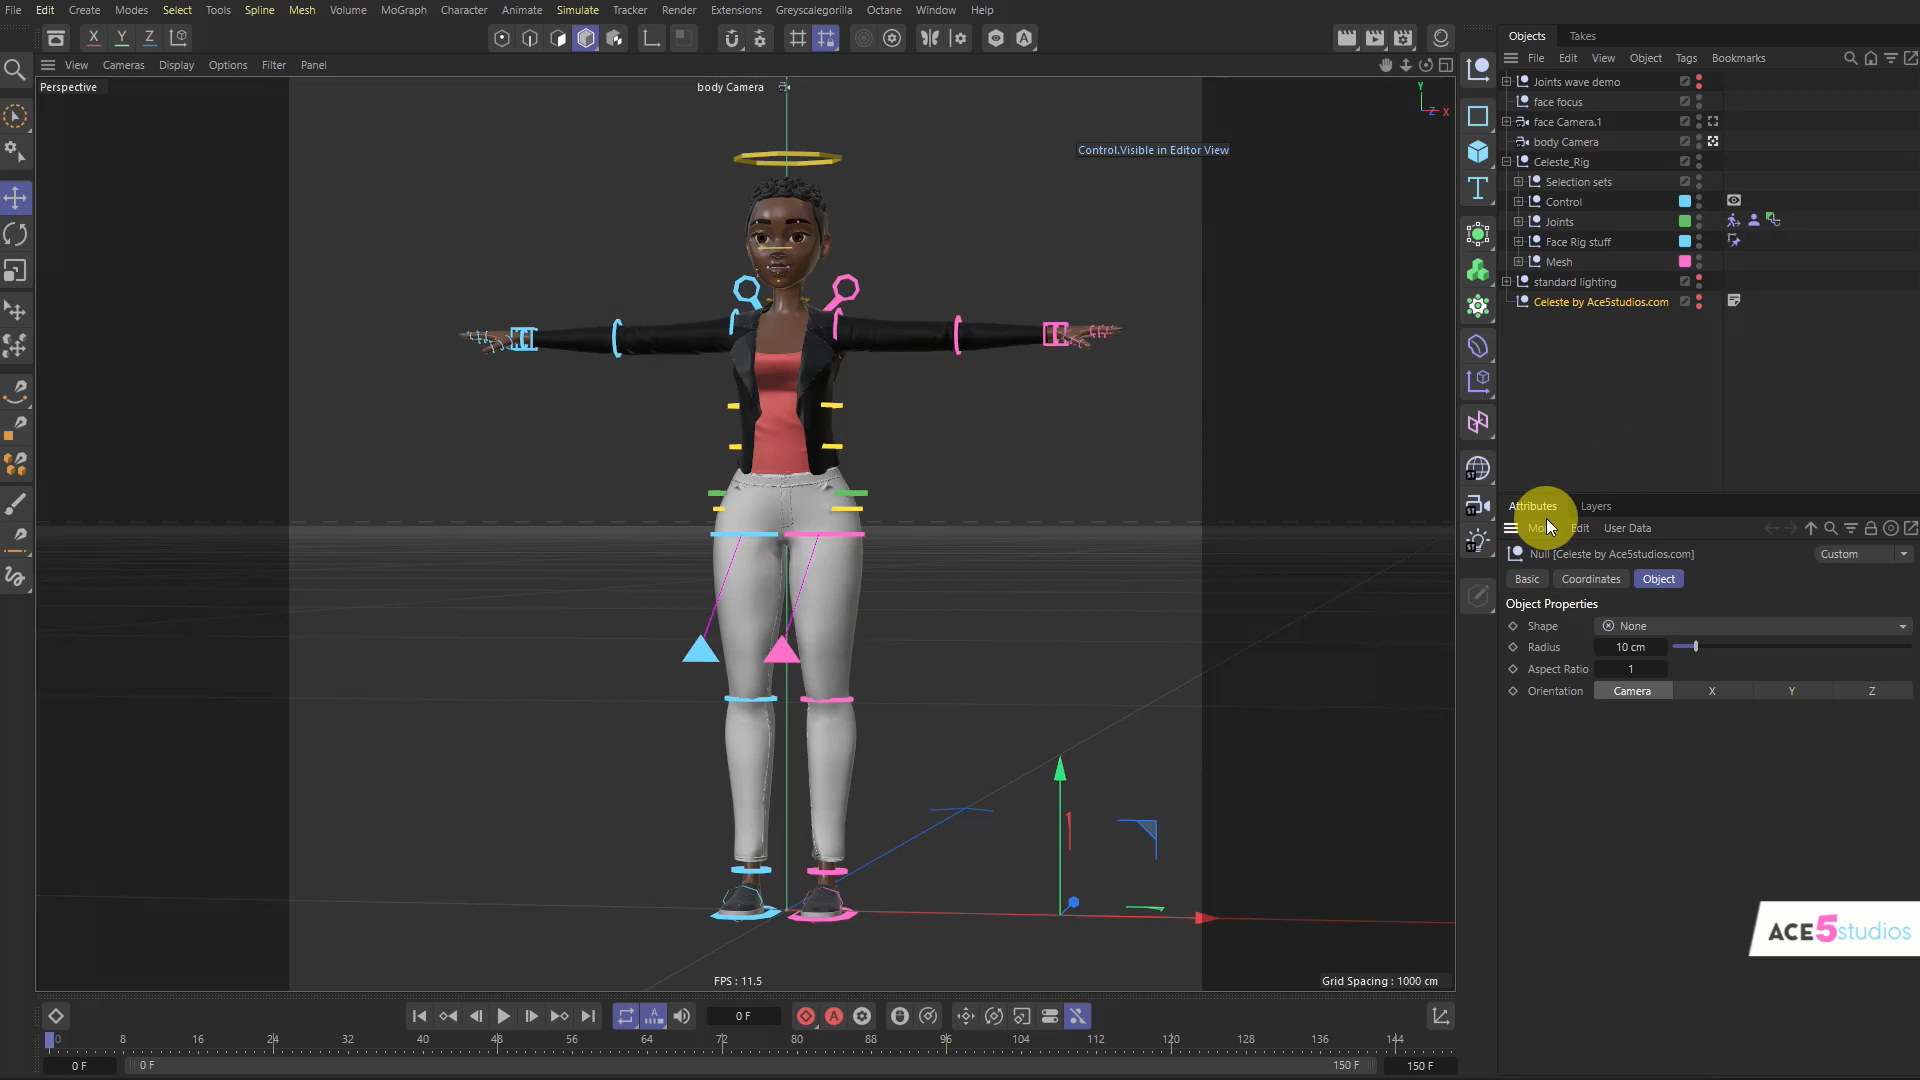 File Edit Create Modes Select Tools Spline Mesh Volume MoGraph Character Animate Simulate Tracker Render Extensions Greyscalegorilla Octane Window Help
X Y Z
View Cameras Display Options Filter Panel
Perspective
body Camera
Y
Z X
Control.Visible in Editor View
FPS : 11.5
Grid Spacing : 1000 cm
Objects Takes
File Edit View Object Tags Bookmarks
Joints wave demo
face focus
face Camera.1
body Camera
Celeste_Rig
Selection sets
Control
Joints
Face Rig stuff
Mesh
standard lighting
Celeste by Ace5studios.com
ST
ST
ST
Attributes Layers
Edit User Data
Null [Celeste by Ace5studios.com]
Custom
Basic Coordinates Object
Object Properties
Shape None
Radius 10 cm
Aspect Ratio 1
Orientation Camera X Y Z
ACE5studios
0 F
0 8 16 24 32 40 48 56 64 72 80 88 96 104 112 120 128 136 144
0 F 0 F 150 F 150 F